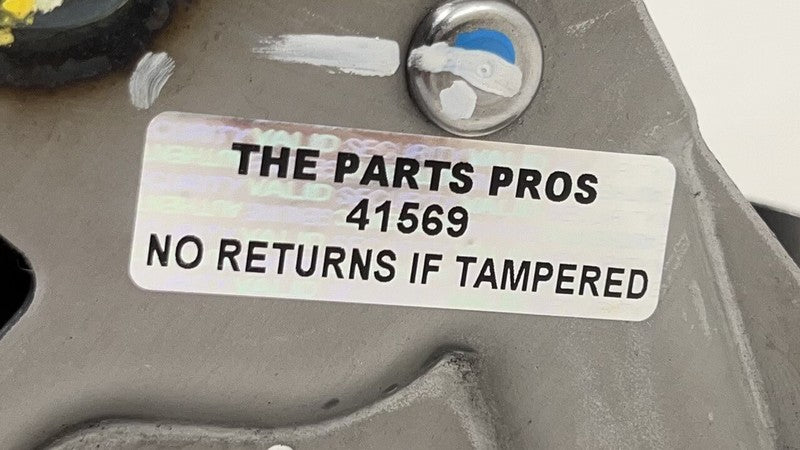 THE PARTS PROS
41569
NO RETURNS IF TAMPERED